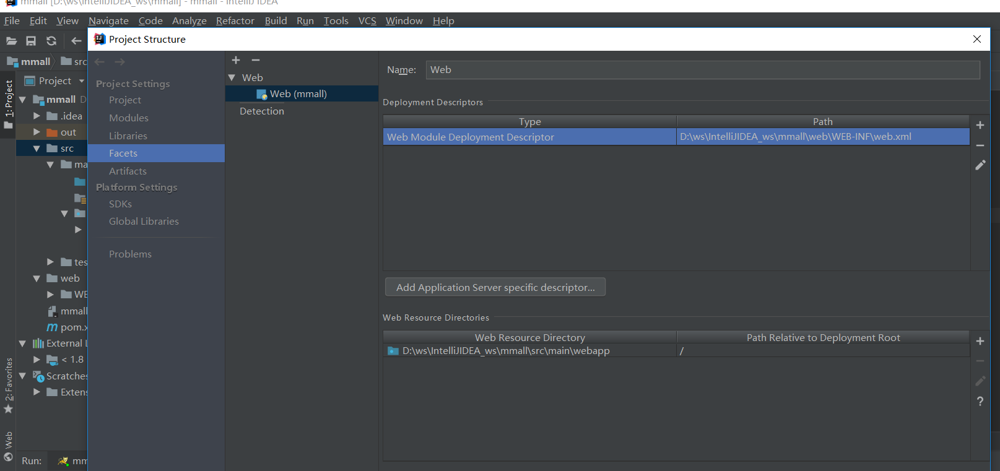 mmall [D:\ws\IntelliJIDEA_ws\mmall] - mmall - IntelliJ IDEA
File Edit View Navigate Code Analyze Refactor Build Run Tools VCS Window Help
Project Structure
mmall src
Project
1: Project
mmall D
.idea
out
src
ma
tes
web
WE
mmall
pom.x
External L
< 1.8
Scratches
Extens
2: Favorites
Web
Run: mm
Project Settings
Project
Modules
Libraries
Facets
Artifacts
Platform Settings
SDKs
Global Libraries
Problems
Web
Web (mmall)
Detection
Name: Web
Deployment Descriptors
Type Path
Web Module Deployment Descriptor D:\ws\IntelliJIDEA_ws\mmall\web\WEB-INF\web.xml
Add Application Server specific descriptor...
Web Resource Directories
Web Resource Directory Path Relative to Deployment Root
D:\ws\IntelliJIDEA_ws\mmall\src\main\webapp /
?